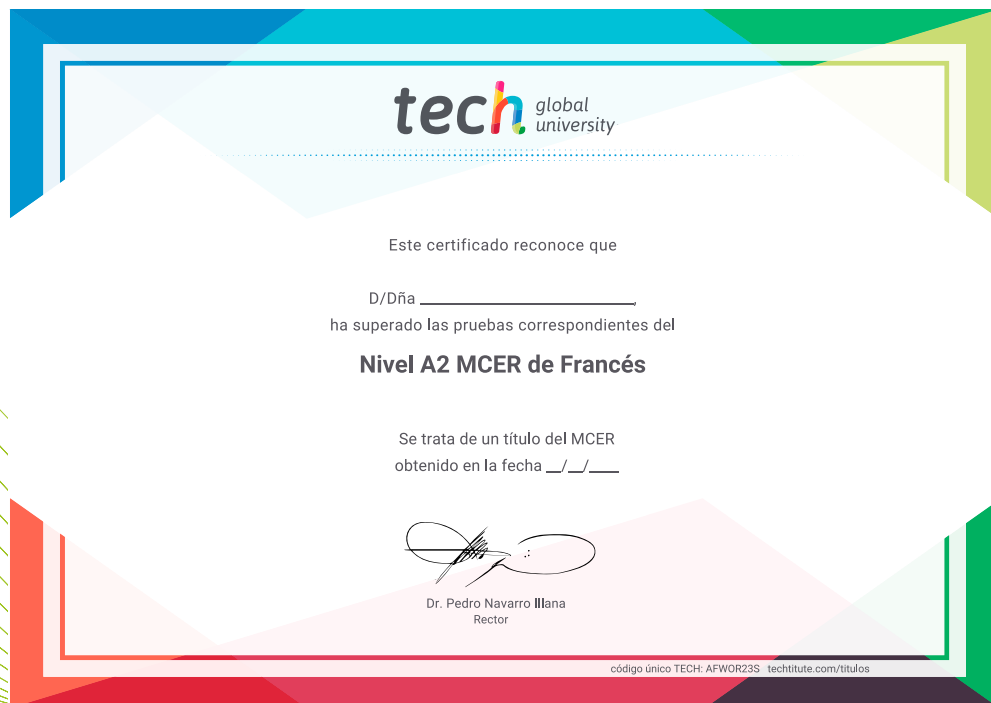 tech global university
Este certificado reconoce que
D/Dña ____________________,
ha superado las pruebas correspondientes del
Nivel A2 MCER de Francés
Se trata de un título del MCER
obtenido en la fecha __/__/____
Dr. Pedro Navarro Illana
Rector
código único TECH: AFWOR23S techtitute.com/titulos